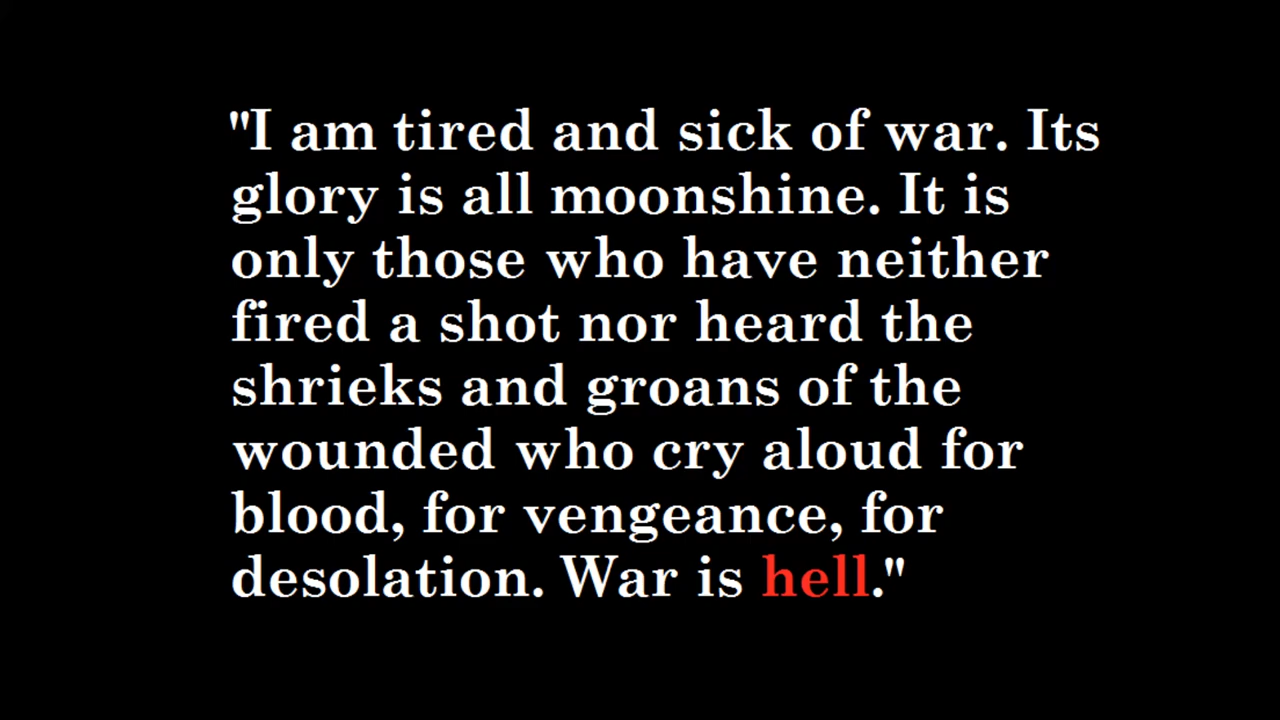 "I am tired and sick of war. Its
glory is all moonshine. It is
only those who have neither
fired a shot nor heard the
shrieks and groans of the
wounded who cry aloud for
blood, for vengeance, for
desolation. War is hell."